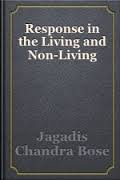 Response in
the Living and
Non-Living
Jagadis
Chandra Bose